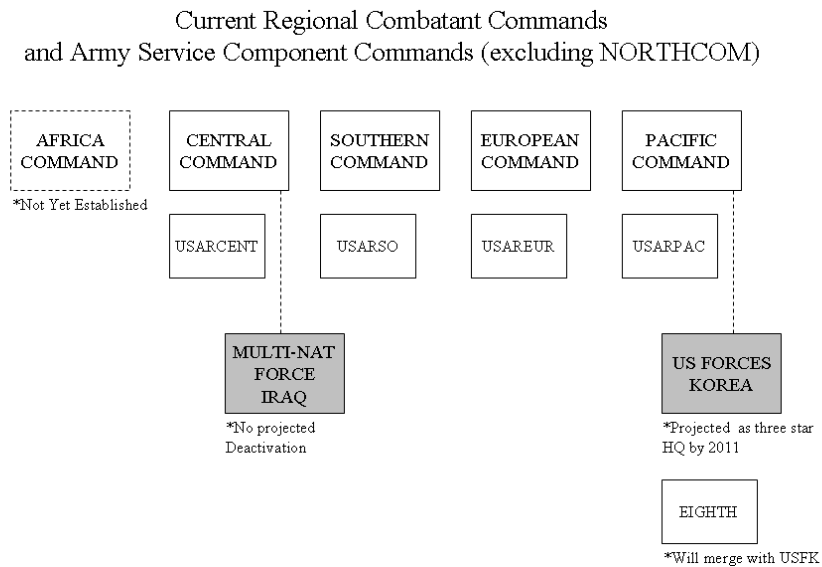 Current Regional Combatant Commands
and Army Service Component Commands (excluding NORTHCOM)
AFRICA
COMMAND
*Not Yet Established
CENTRAL
COMMAND
SOUTHERN
COMMAND
EUROPEAN
COMMAND
PACIFIC
COMMAND
USARCENT
USARSO
USAREUR
USARPAC
MULTI-NAT
FORCE
IRAQ
*No projected
Deactivation
US FORCES
KOREA
*Projected as three star
HQ by 2011
EIGHTH
*Will merge with USFK